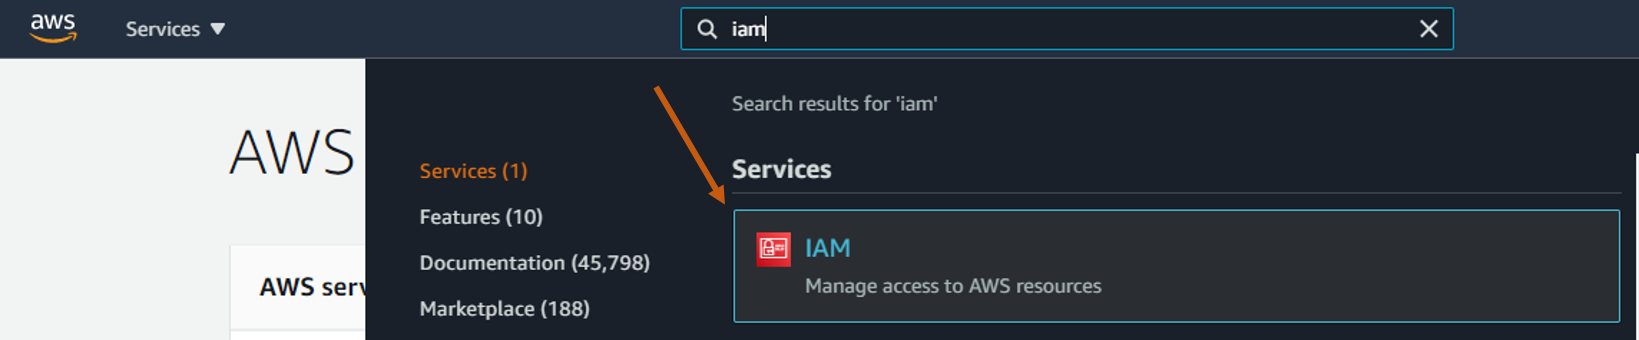 aws
Services ▼
iam
Search results for 'iam'
AWS
Services (1)
Features (10)
Documentation (45,798)
Marketplace (188)
Services
IAM
Manage access to AWS resources
AWS serv